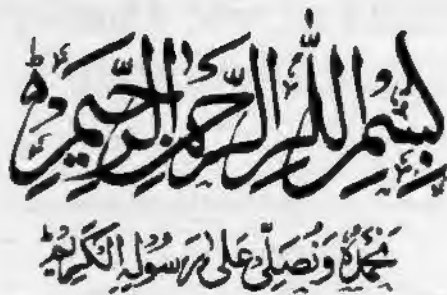 بِسْمِ اللّٰهِ الرَّحْمٰنِ الرَّحِيْمِ
نَحْمَدُهٗ وَنُصَلِّيْ عَلٰى رَسُوْلِهِ الْكَرِيْمِ